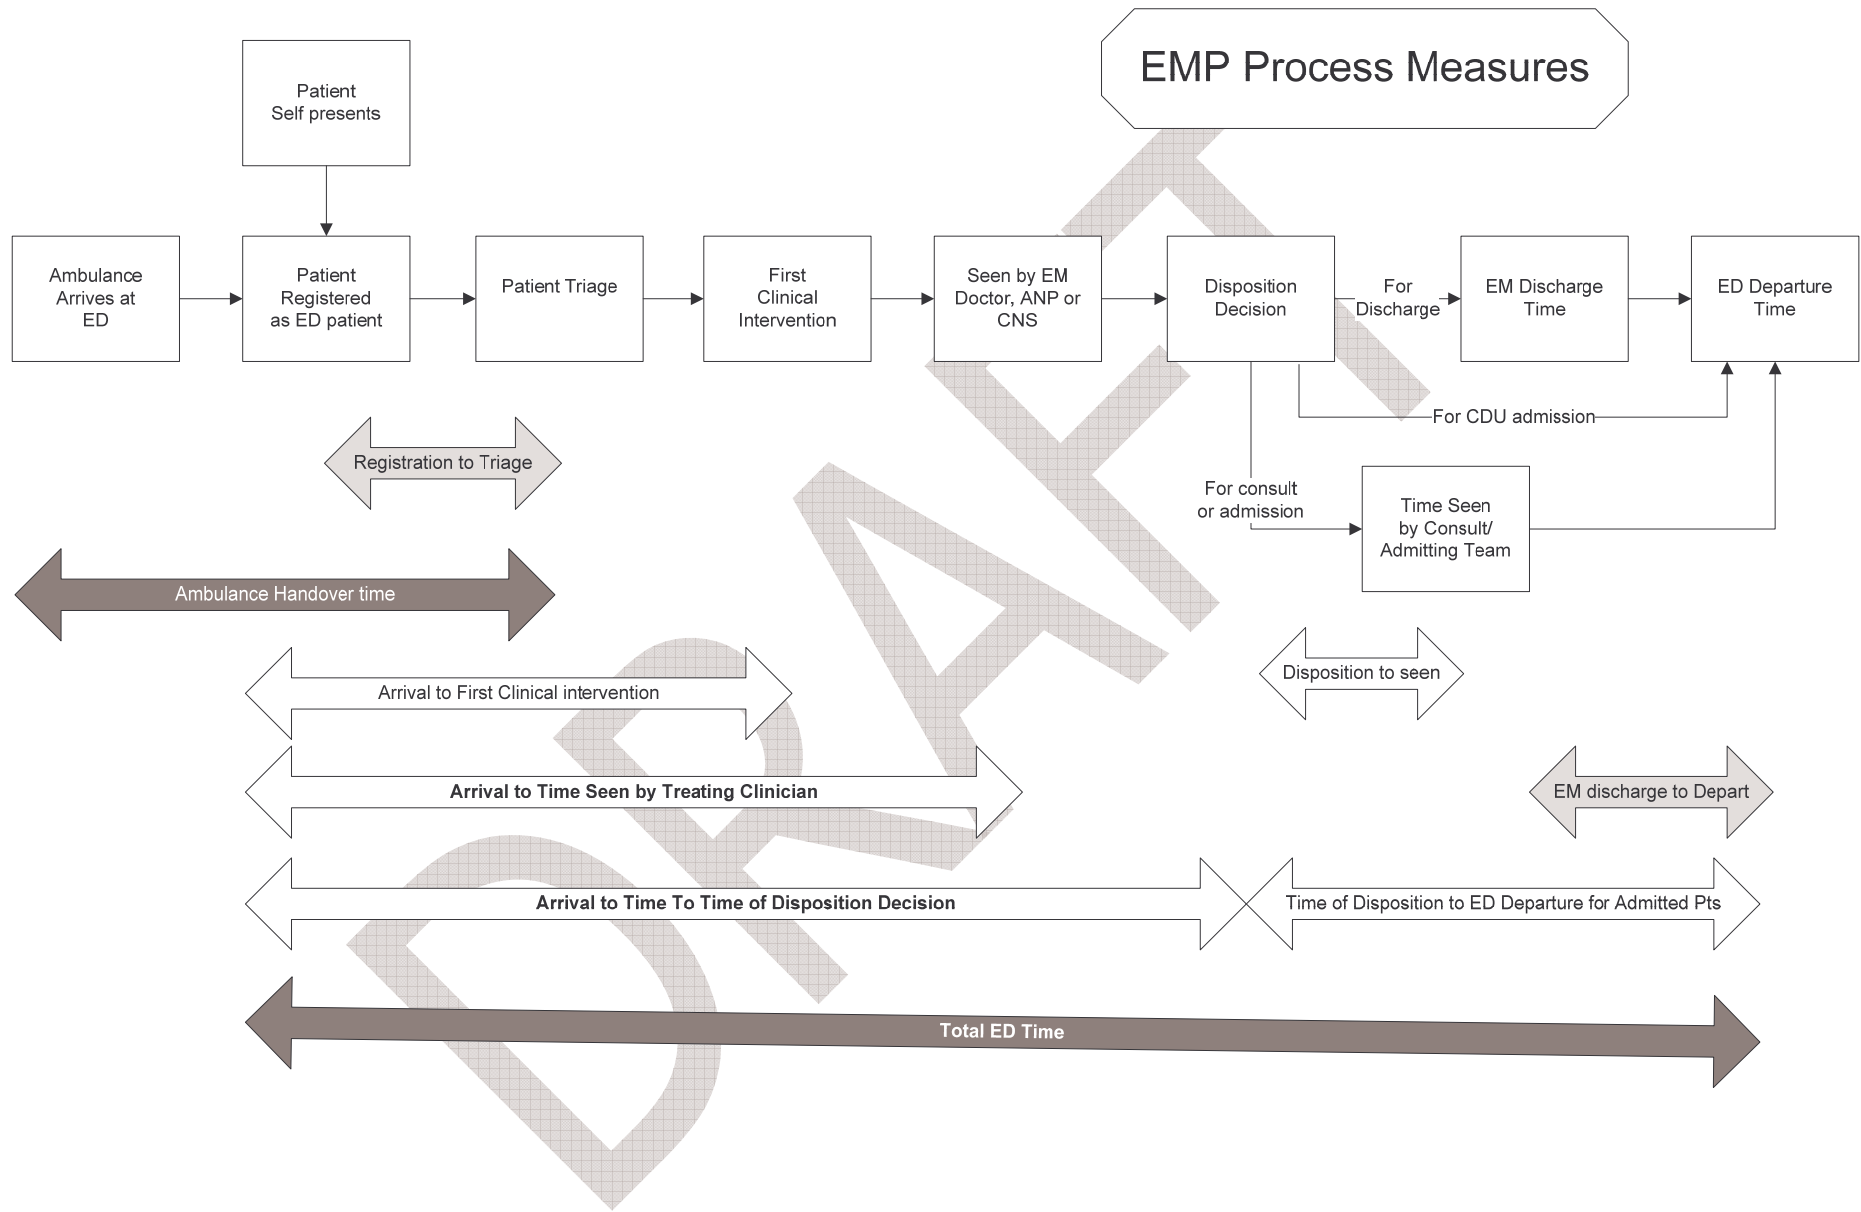 EMP Process Measures
Patient
Self presents
Ambulance
Arrives at
ED
Patient
Registered
as ED patient
Patient Triage
First
Clinical
Intervention
Seen by EM
Doctor, ANP or
CNS
Disposition
Decision
For
Discharge
EM Discharge
Time
ED Departure
Time
For CDU admission
For consult
or admission
Time Seen
by Consult/
Admitting Team
Registration to Triage
Ambulance Handover time
Arrival to First Clinical intervention
Disposition to seen
Arrival to Time Seen by Treating Clinician
EM discharge to Depart
Arrival to Time To Time of Disposition Decision
Time of Disposition to ED Departure for Admitted Pts
Total ED Time
DRAFT